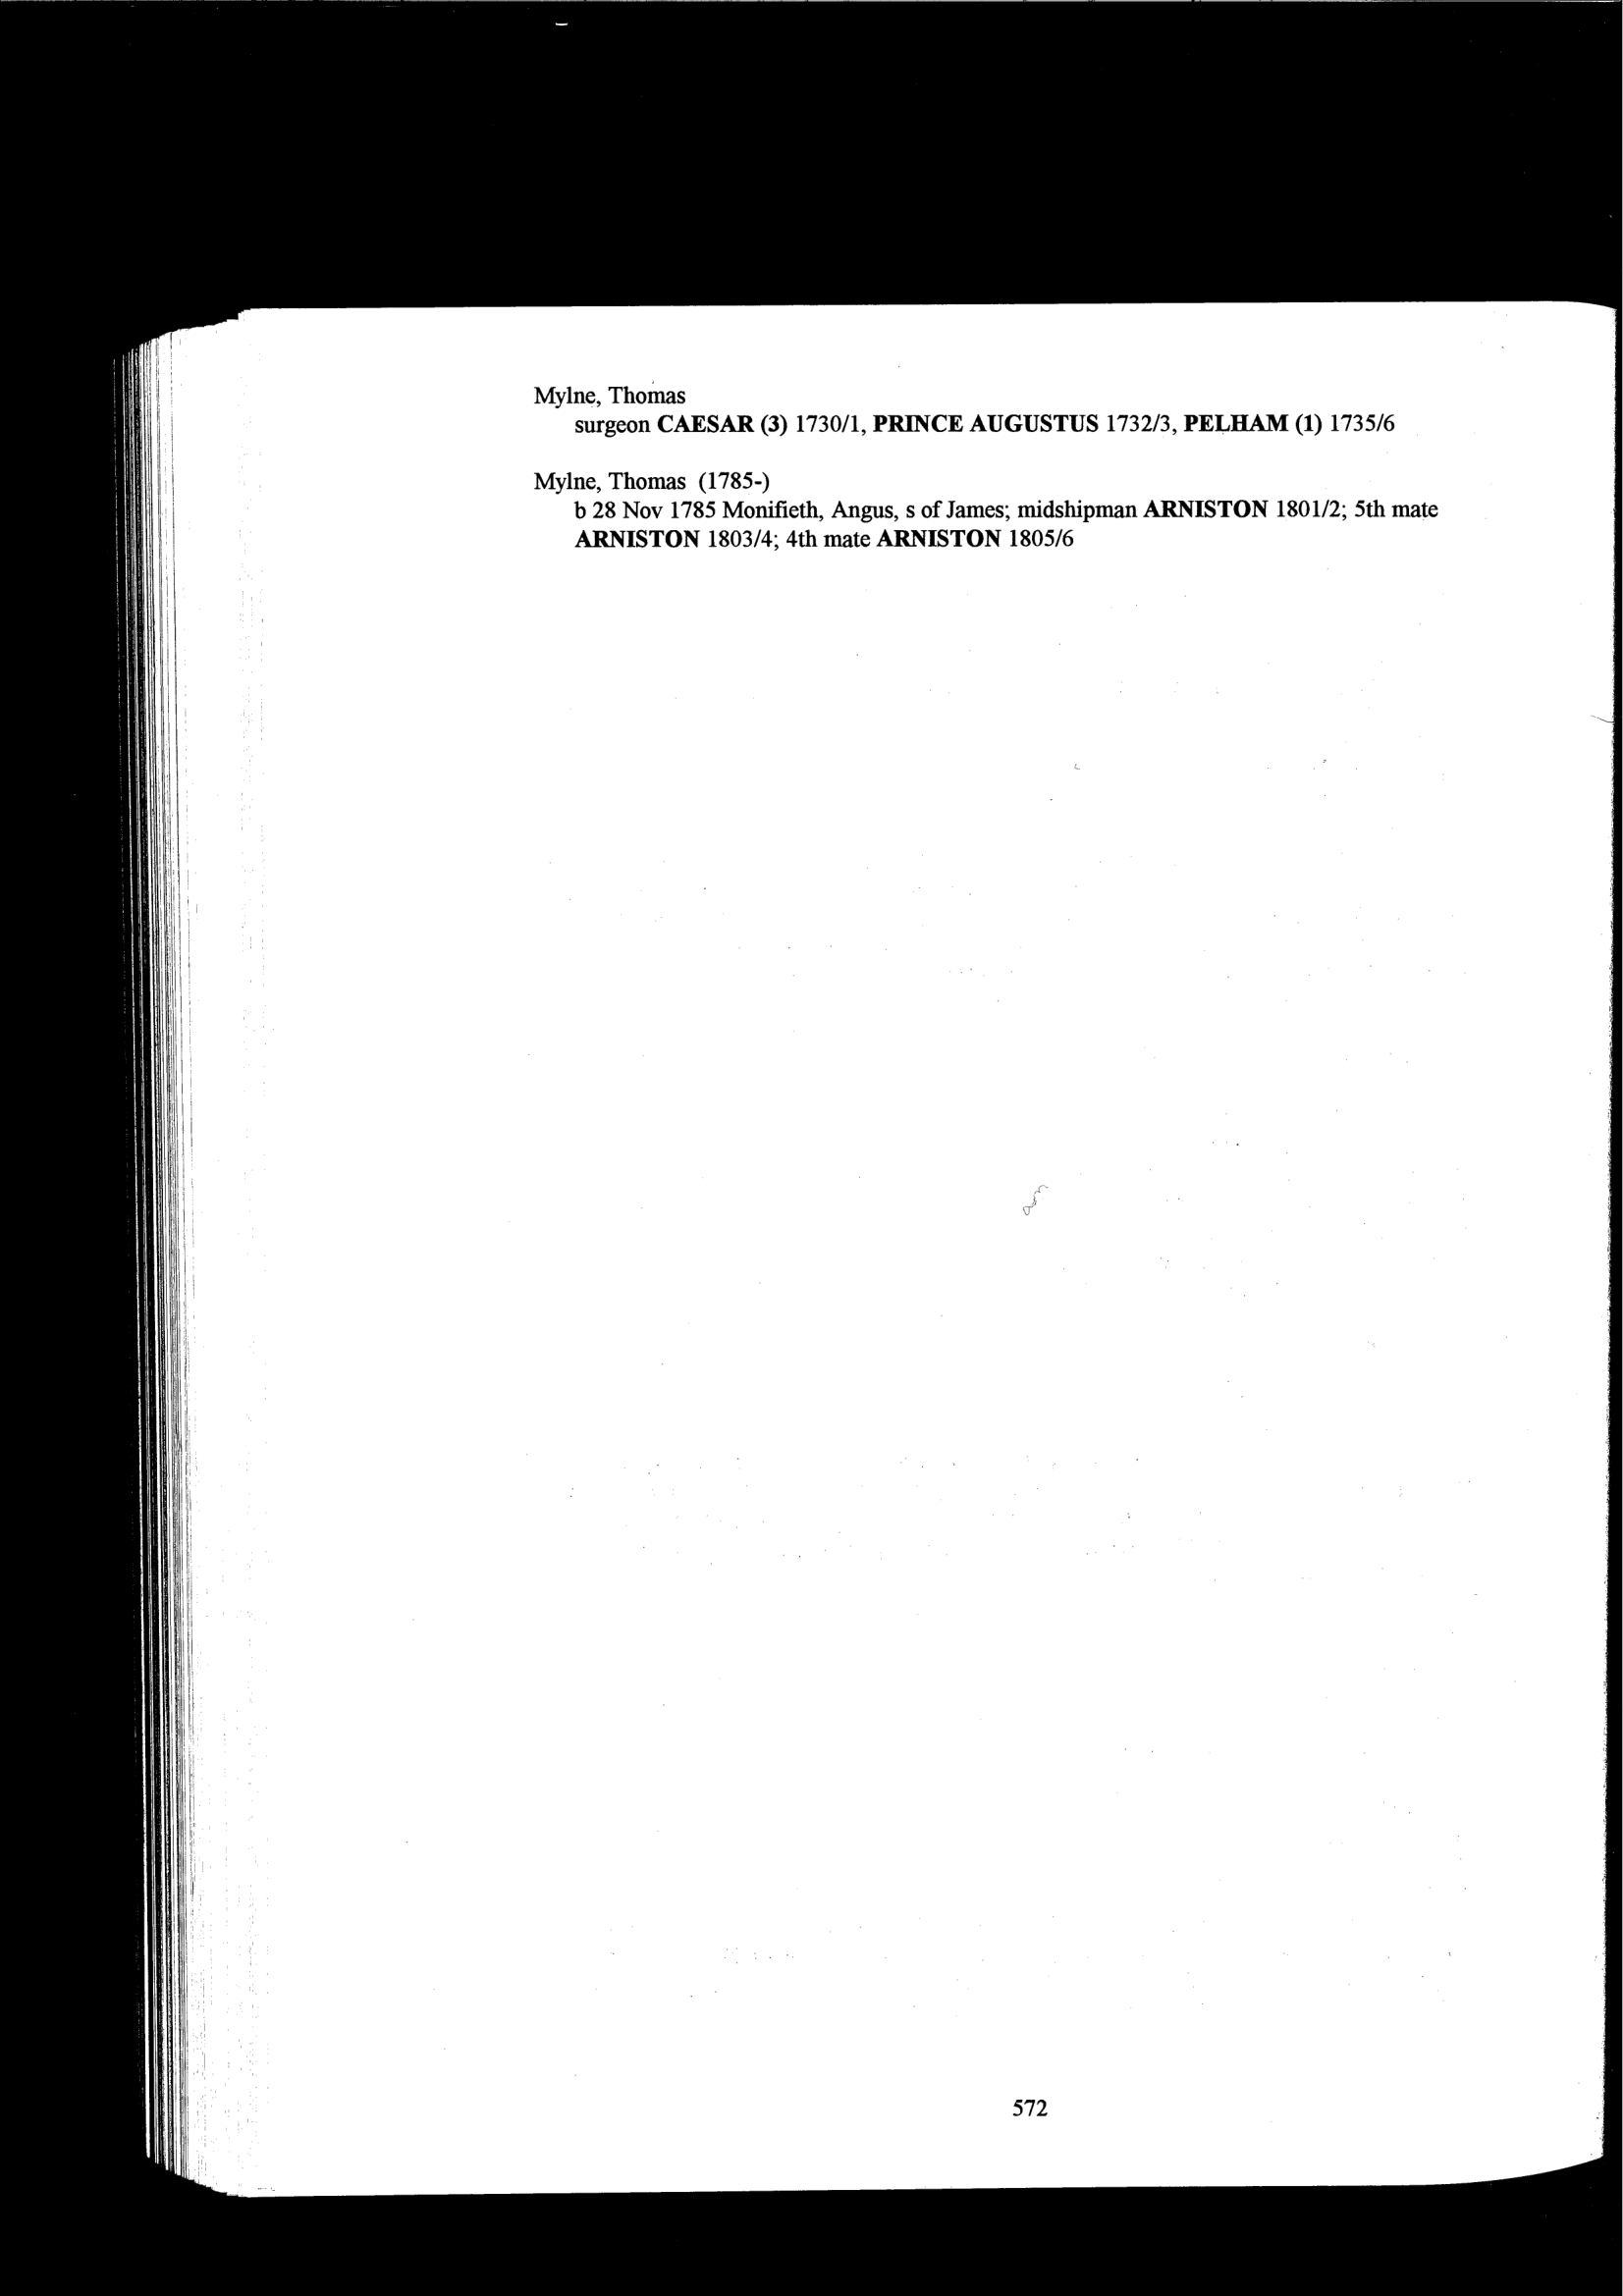 Mylne, Thomas
surgeon CAESAR (3) 1730/1, PRINCE AUGUSTUS 1732/3, PELHAM (1) 1735/6
Mylne, Thomas (1785-)
b 28 Nov 1785 Monifieth, Angus, s of James; midshipman ARNISTON 1801/2; 5th mate
ARNISTON 1803/4; 4th mate ARNISTON 1805/6
572